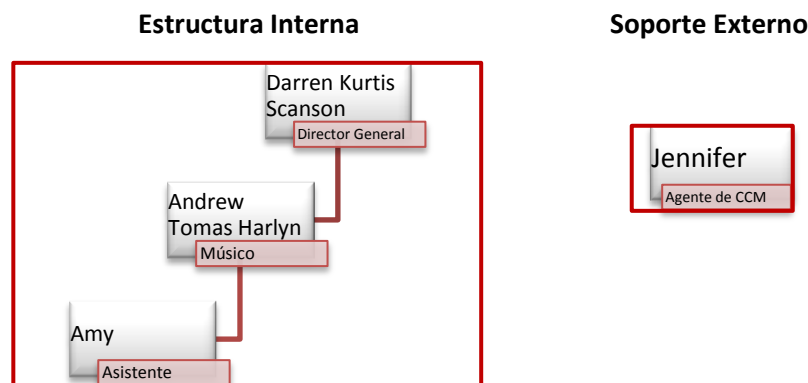 Estructura Interna
Soporte Externo
Darren Kurtis
Scanson
Director General
Jennifer
Agente de CCM
Andrew
Tomas Harlyn
Músico
Amy
Asistente